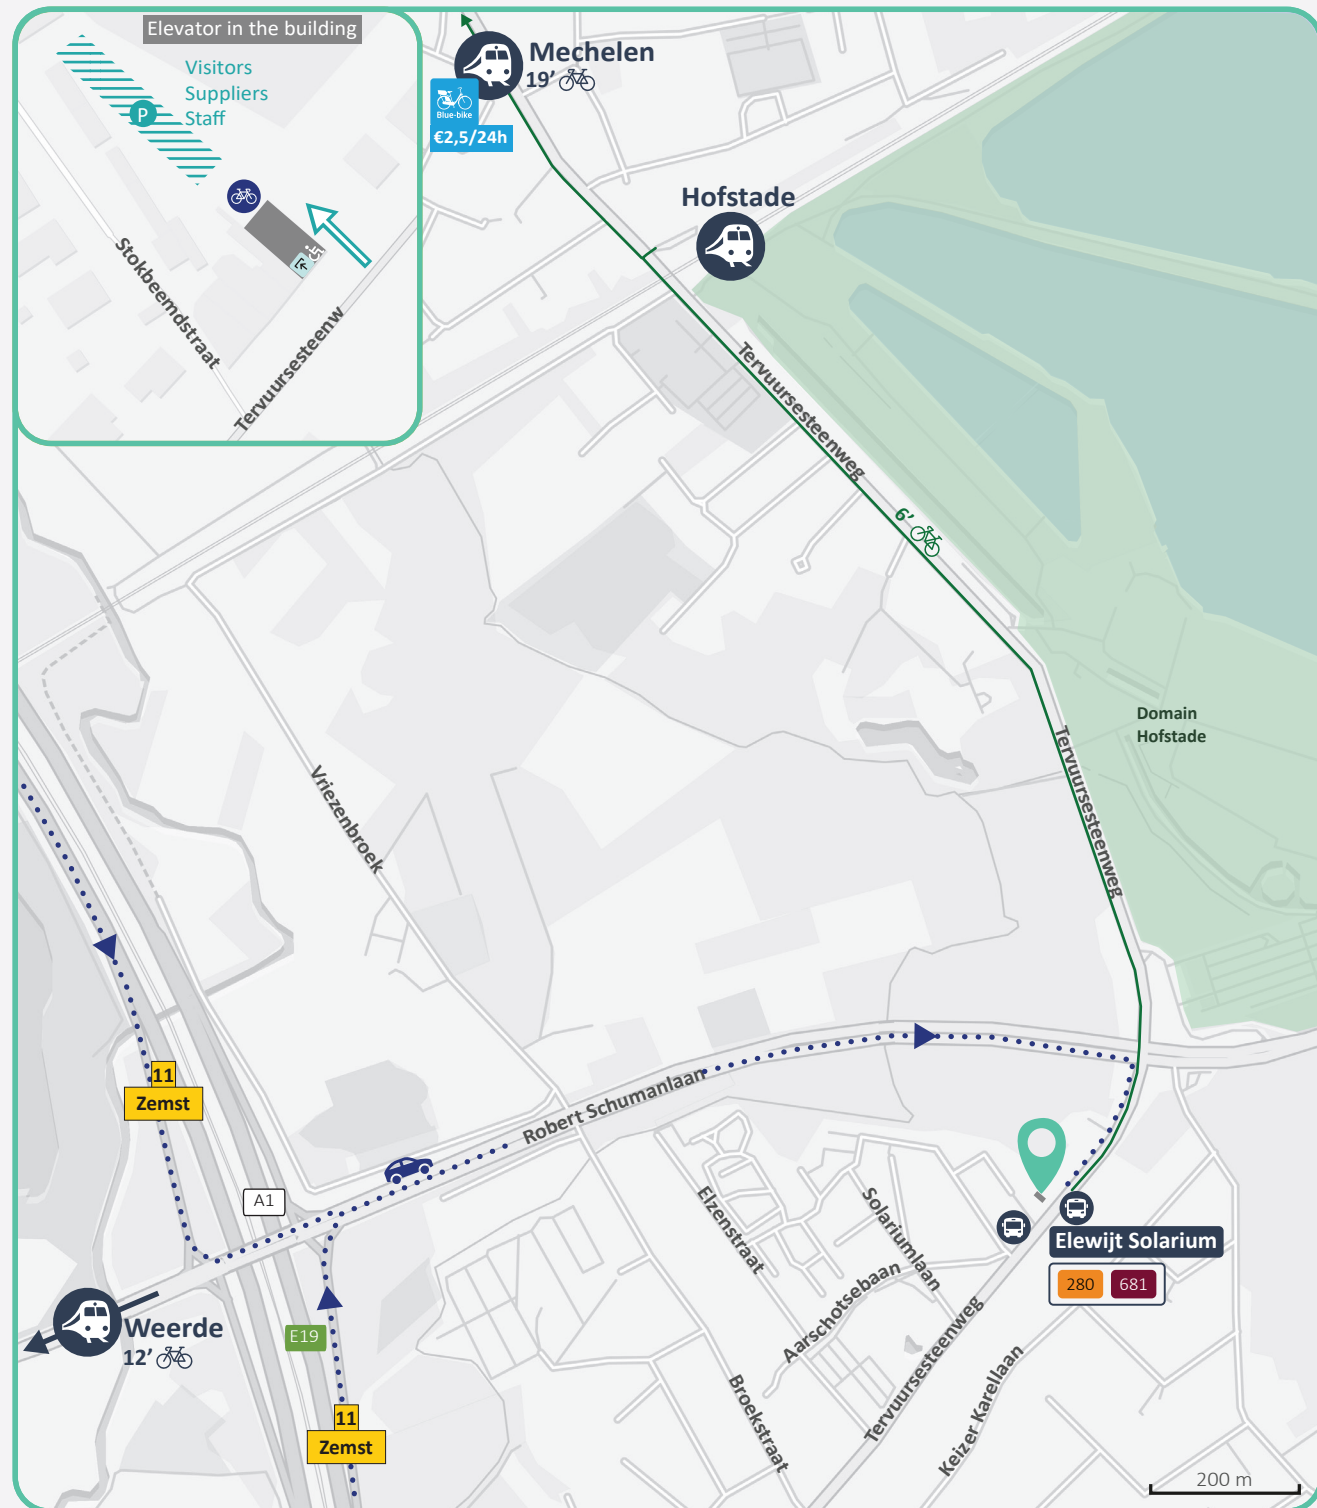 Elevator in the building
Visitors
Suppliers
Staff
P
Stokbeemdstraat
Tervuursesteenw
Mechelen
19'
Blue-bike
€2,5/24h
Hofstade
Tervuursesteenweg
6'
Domain
Hofstade
Tervuursesteenweg
Vriezenbroek
11
Zemst
Robert Schumanlaan
A1
Elzenstraat
Solariumlaan
Aarschotsebaan
Elewijt Solarium
280 681
Weerde
12'
E19
11
Zemst
Broekstraat
Tervuursesteenweg
Keizer Karellaan
200 m